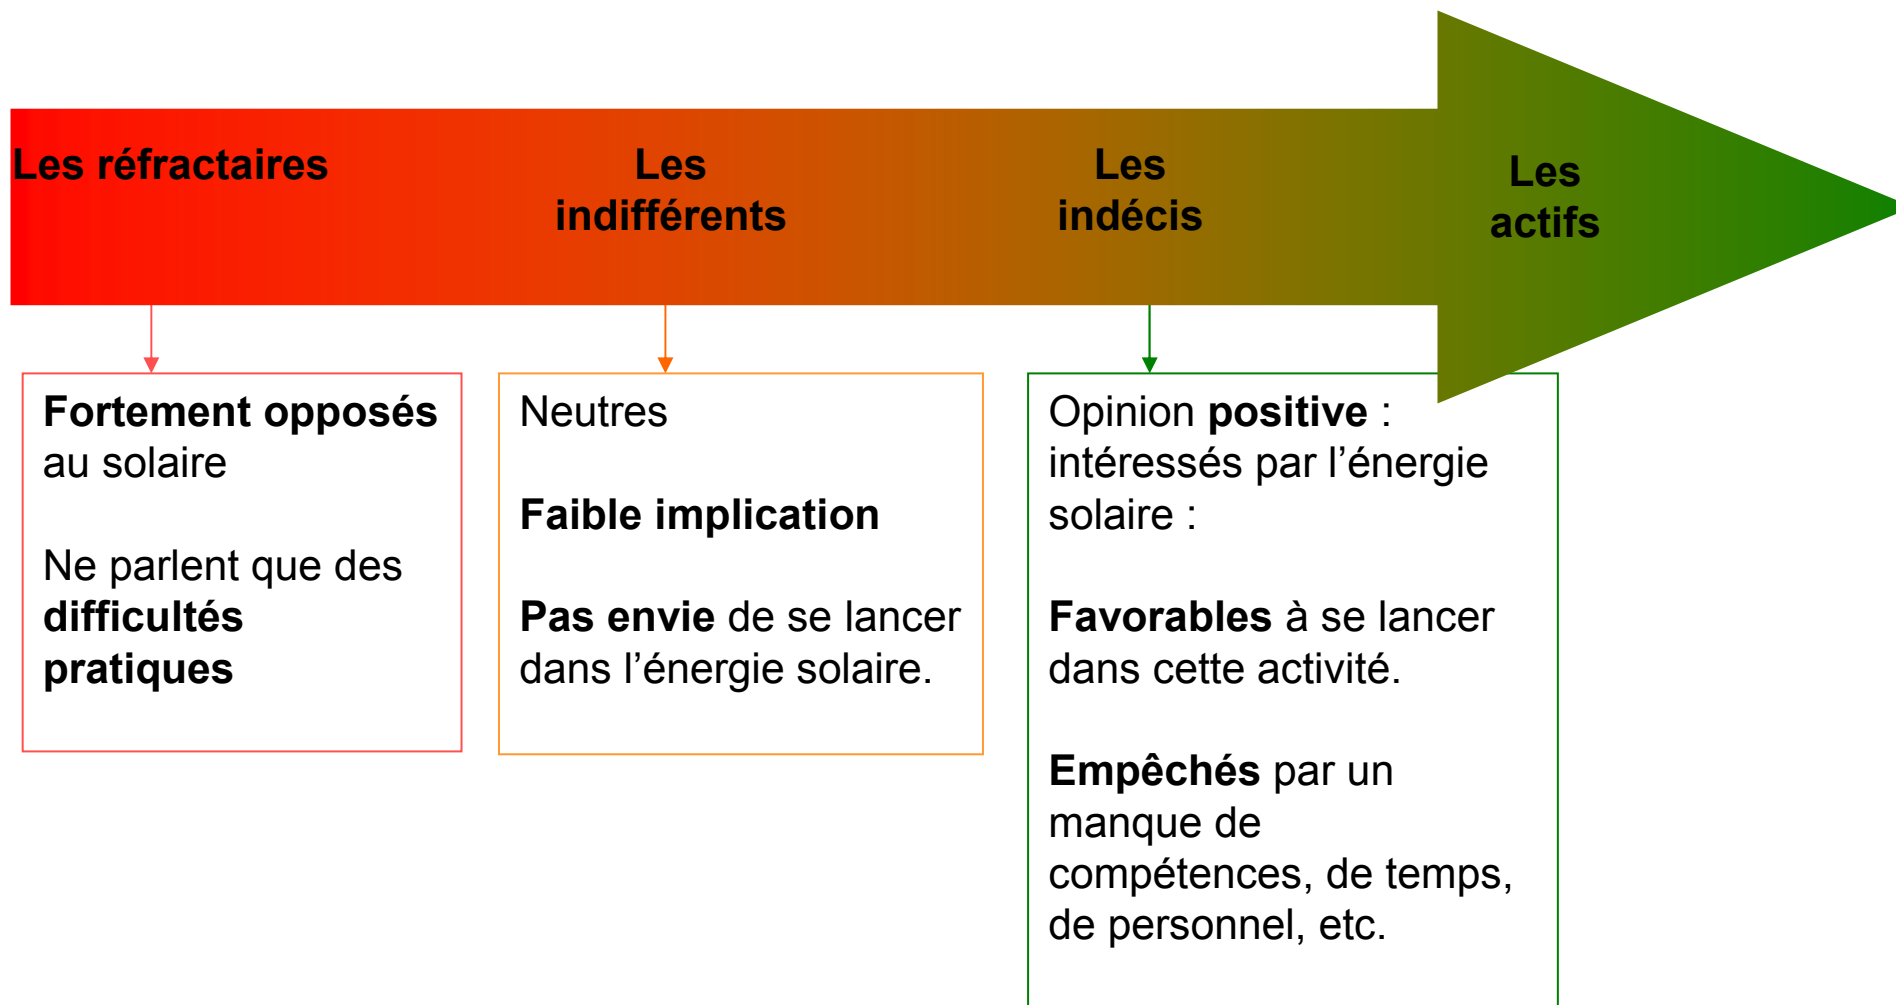 Les réfractaires
Les
indifférents
Les
indécis
Les
actifs
Fortement opposés
au solaire
Ne parlent que des
difficultés
pratiques
Neutres
Faible implication
Pas envie de se lancer
dans l’énergie solaire.
Opinion positive :
intéressés par l’énergie
solaire :
Favorables à se lancer
dans cette activité.
Empêchés par un
manque de
compétences, de temps,
de personnel, etc.